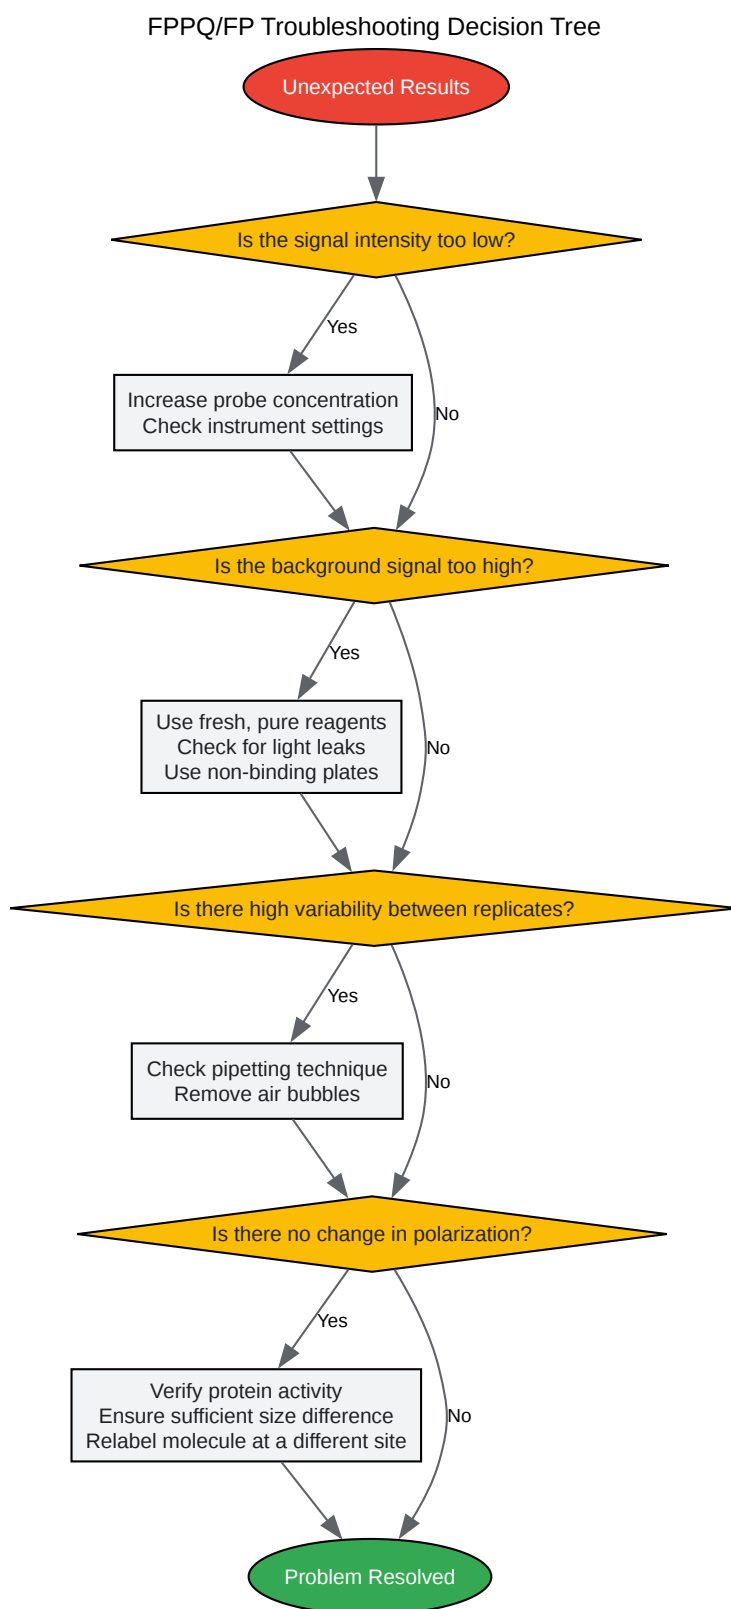 FPPQ/FP Troubleshooting Decision Tree
Unexpected Results
Is the signal intensity too low?
Yes
Increase probe concentration
Check instrument settings
No
Is the background signal too high?
Yes
Use fresh, pure reagents
Check for light leaks
Use non-binding plates
No
Is there high variability between replicates?
Yes
Check pipetting technique
Remove air bubbles
No
Is there no change in polarization?
Yes
Verify protein activity
Ensure sufficient size difference
Relabel molecule at a different site
No
Problem Resolved